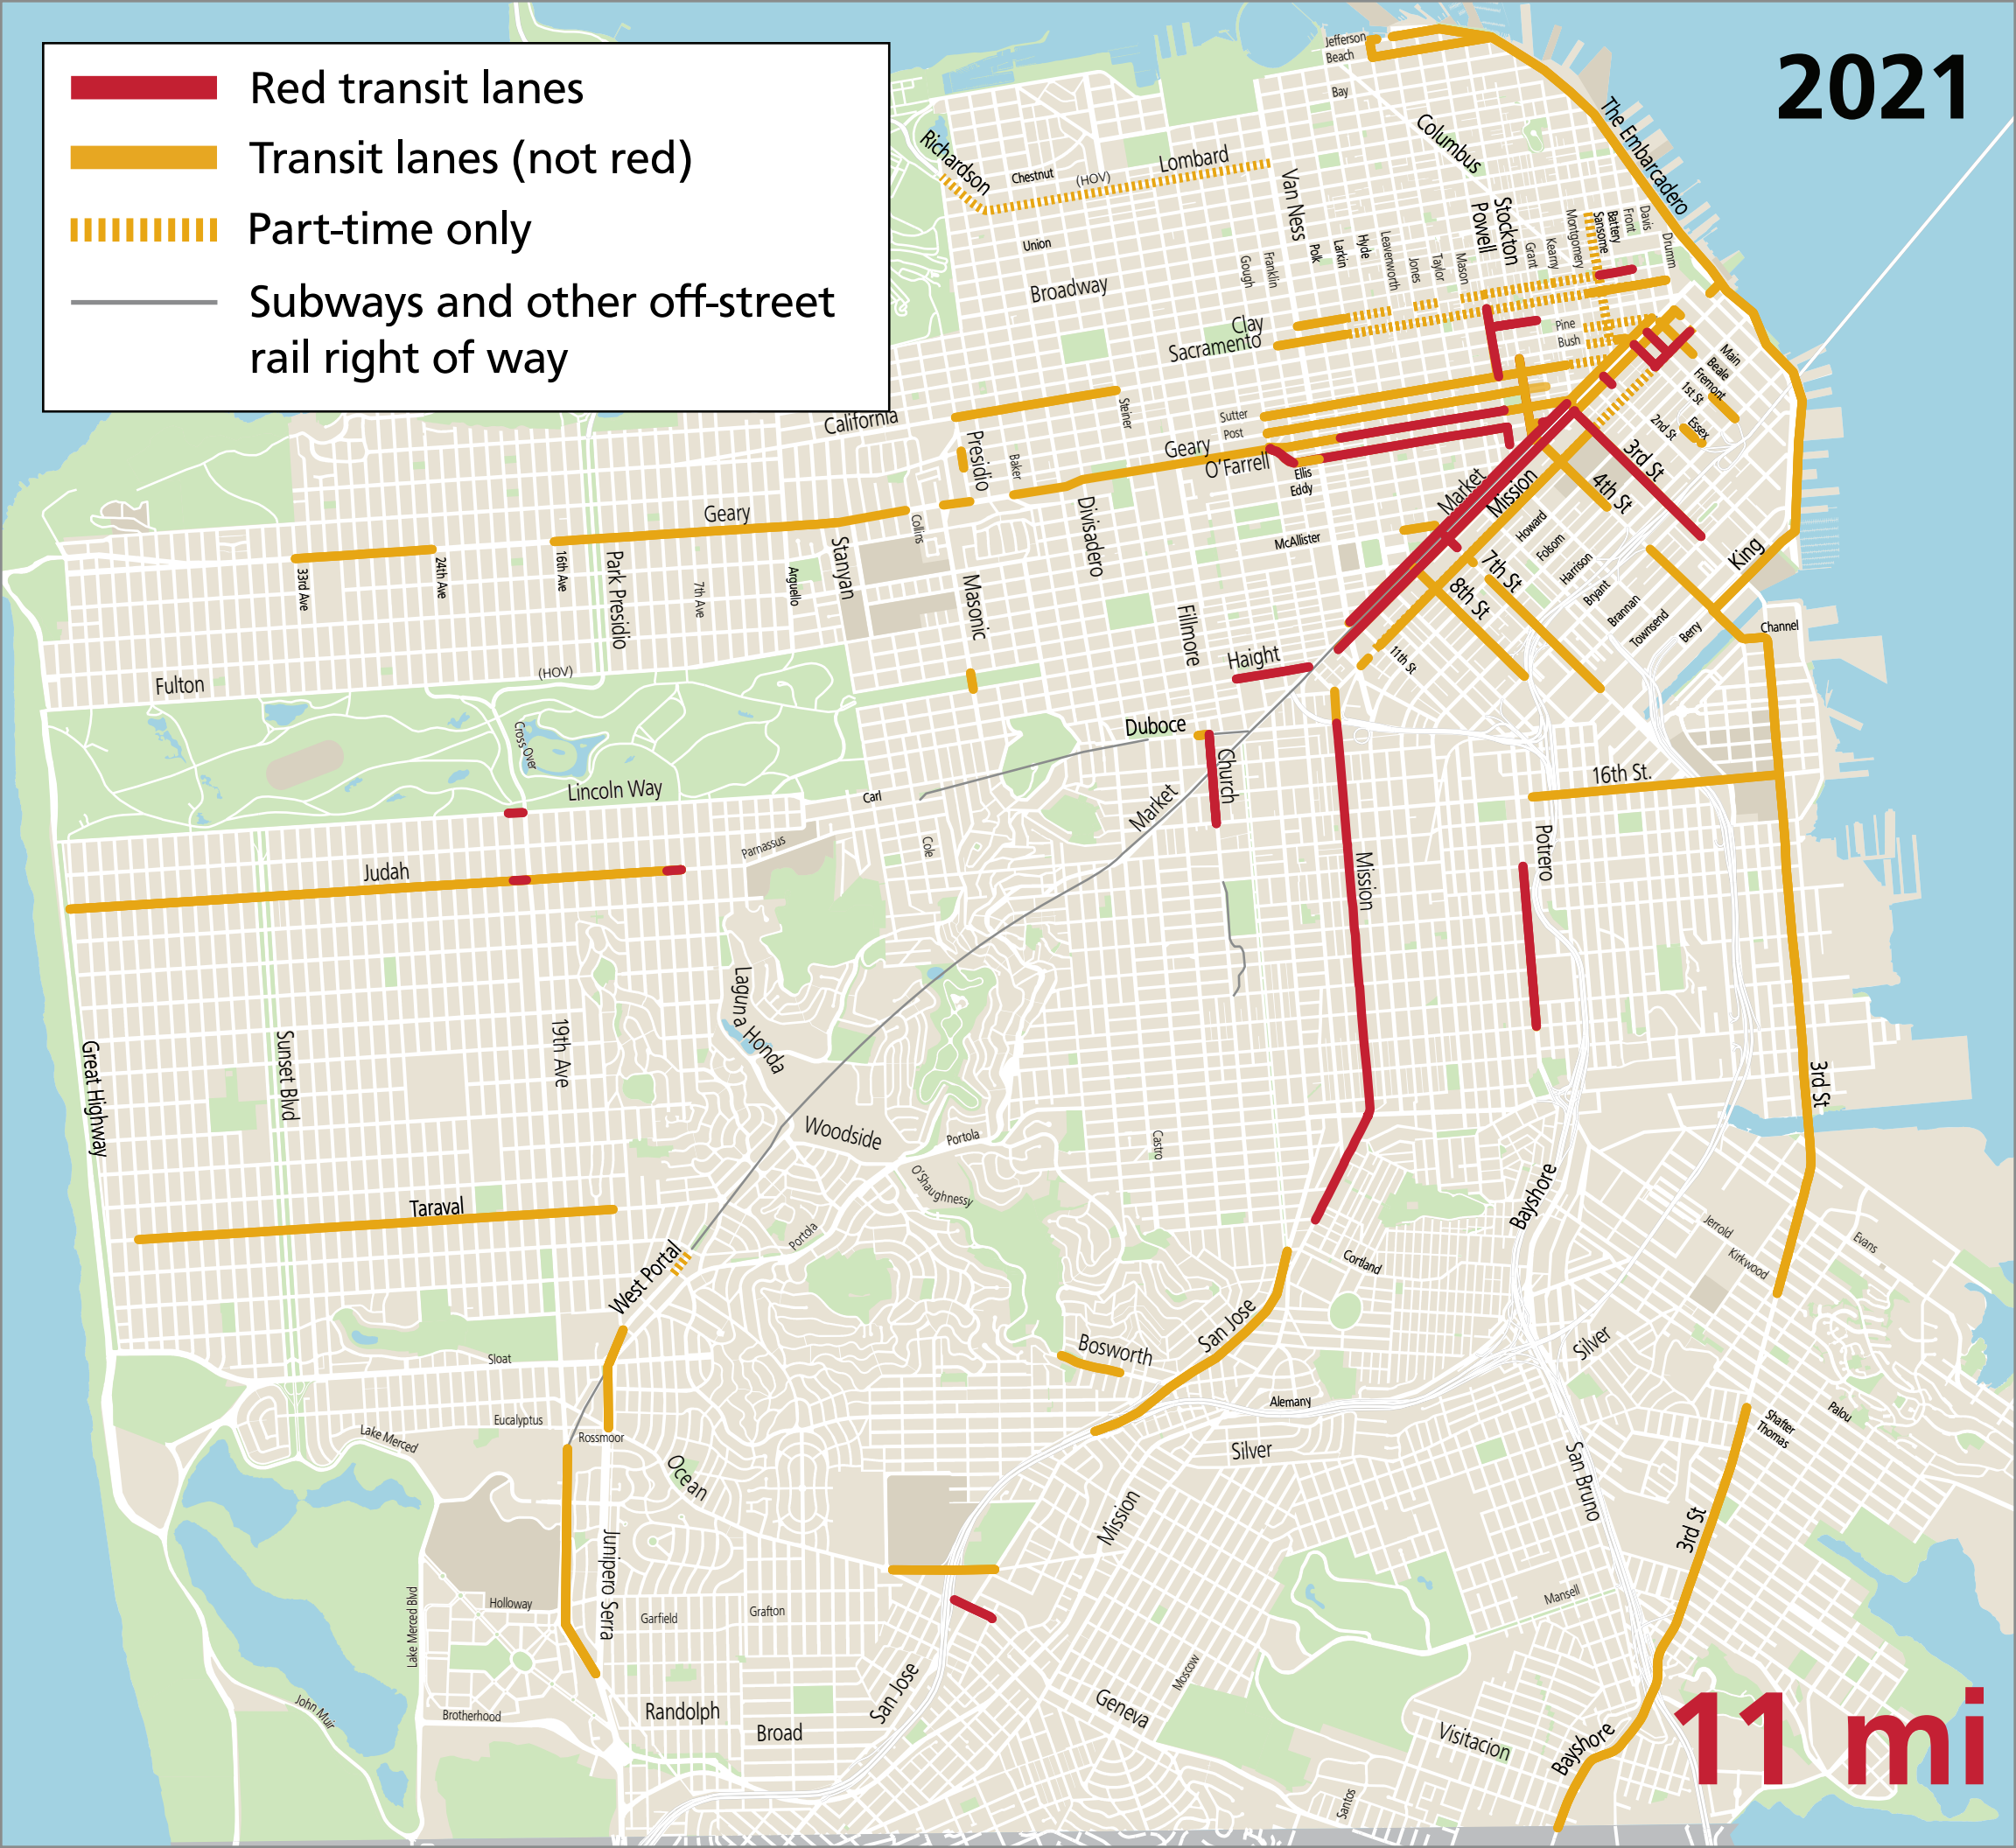 2021
Red transit lanes
Transit lanes (not red)
Part-time only
Subways and other off-street
rail right of way
Jefferson
Beach
Bay
Columbus
The Embarcadero
Richardson
Chestnut
(HOV)
Lombard
Van Ness
Union
Broadway
Gough
Franklin
Polk
Larkin
Hyde
Leavenworth
Jones
Taylor
Mason
Powell
Stockton
Grant
Kearny
Montgomery
Sansome
Battery
Front
Davis
Drumm
Clay
Sacramento
Pine
Bush
Main
Beale
Fremont
1st St
2nd St
Essex
California
Steiner
Sutter
Post
Presidio
Baker
Geary
O'Farrell
Ellis
Eddy
Market
Mission
3rd St
4th St
Geary
Collins
Divisadero
McAllister
Howard
Folsom
Harrison
Bryant
Brannan
Townsend
Berry
King
7th St
8th St
Channel
33rd Ave
24th Ave
16th Ave
Park Presidio
7th Ave
Arguello
Stanyan
Masonic
Fillmore
11th St
Haight
Fulton
(HOV)
Cross Over
Duboce
Church
Lincoln Way
Carl
Market
16th St.
Parnassus
Cole
Judah
Mission
Potrero
Laguna Honda
Great Highway
Sunset Blvd
19th Ave
3rd St
Woodside
Portola
Castro
O'Shaughnessy
Bayshore
Taraval
Portola
West Portal
Cortland
Jerrold
Kirkwood
Evans
Sloat
Bosworth
San Jose
Silver
Alemany
Eucalyptus
Lake Merced
Rossmoor
Ocean
Silver
Shafter
Thomas
Palou
Mission
San Bruno
3rd St
Junipero Serra
Holloway
Lake Merced Blvd
Garfield
Grafton
Mansell
San Jose
Moscow
John Muir
Brotherhood
Randolph
Broad
Geneva
Visitacion
Bayshore
Santos
11 mi